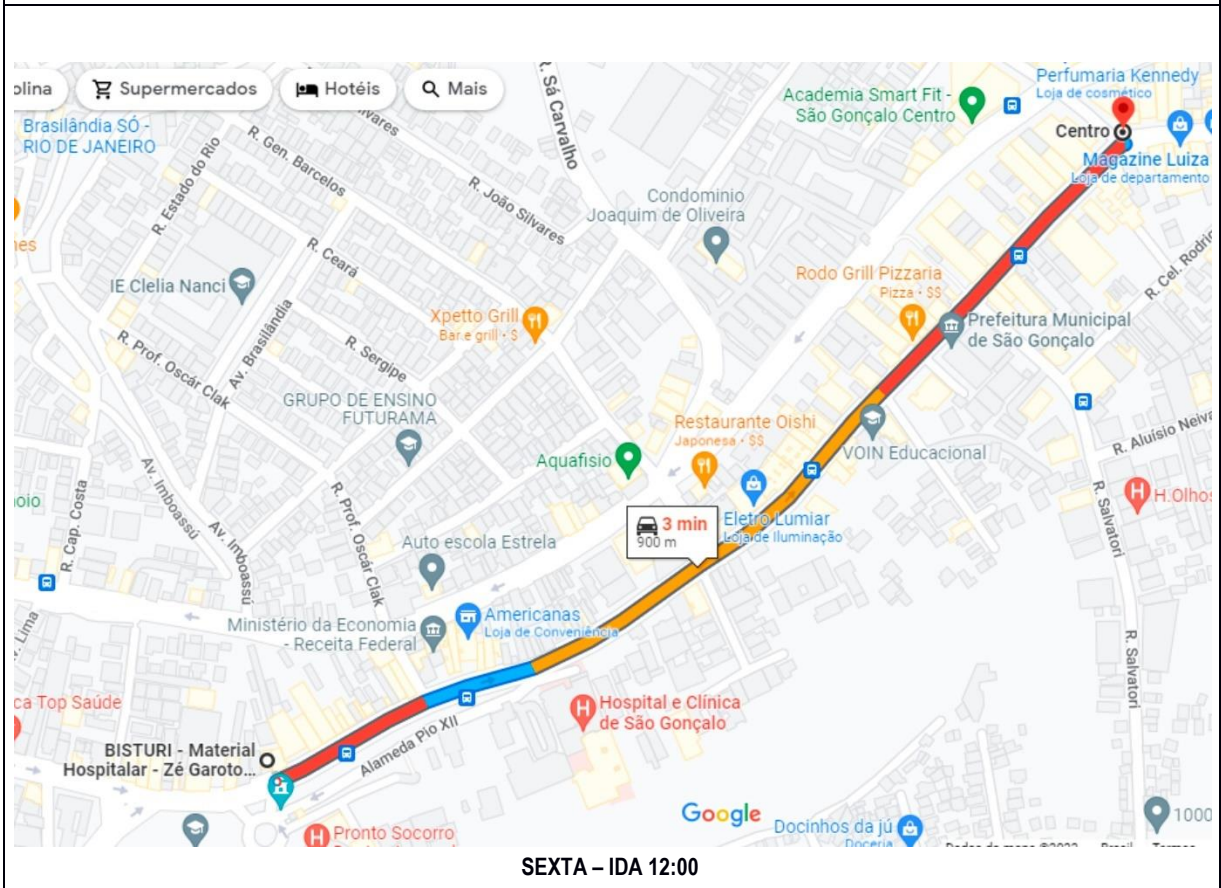 olina
Supermercados
Hotéis
Mais
R. Sá Carvalho
Perfumaria Kennedy
Loja de cosmético
Academia Smart Fit -
São Gonçalo Centro
Centro
Magazine Luiza
Loja de departamento
Brasilândia SÓ -
RIO DE JANEIRO
R. Estado do Rio
R. Gen. Barcelos
R. João Silvares
Condominio
Joaquim de Oliveira
R. Ceará
IE Clelia Nanci
Rodo Grill Pizzaria
Pizza · $$
R. Cel. Rodrig
Xpetto Grill
Bar e grill · $
Prefeitura Municipal
de São Gonçalo
R. Prof. Oscár Clak
Av. Brasilândia
R. Sergipe
GRUPO DE ENSINO
FUTURAMA
Restaurante Oishi
Japonesa · $$
VOIN Educacional
R. Aluísio Neiva
Aquafisio
Av. Imboassú
R. Cap. Costa
R. Prof. Oscár Clak
R. Salvatori
H.Olhos
3 min
900 m
Eletro Lumiar
Loja de Iluminação
Av. Imboassú
Auto escola Estrela
Ministério da Economia
- Receita Federal
Americanas
Loja de Conveniência
Lima
R. Salvatori
ca Top Saúde
Hospital e Clínica
de São Gonçalo
BISTURI - Material
Hospitalar - Zé Garoto...
Alameda Pio XII
Google
Docinhos da jú
Doceria
1000
Pronto Socorro
SEXTA – IDA 12:00